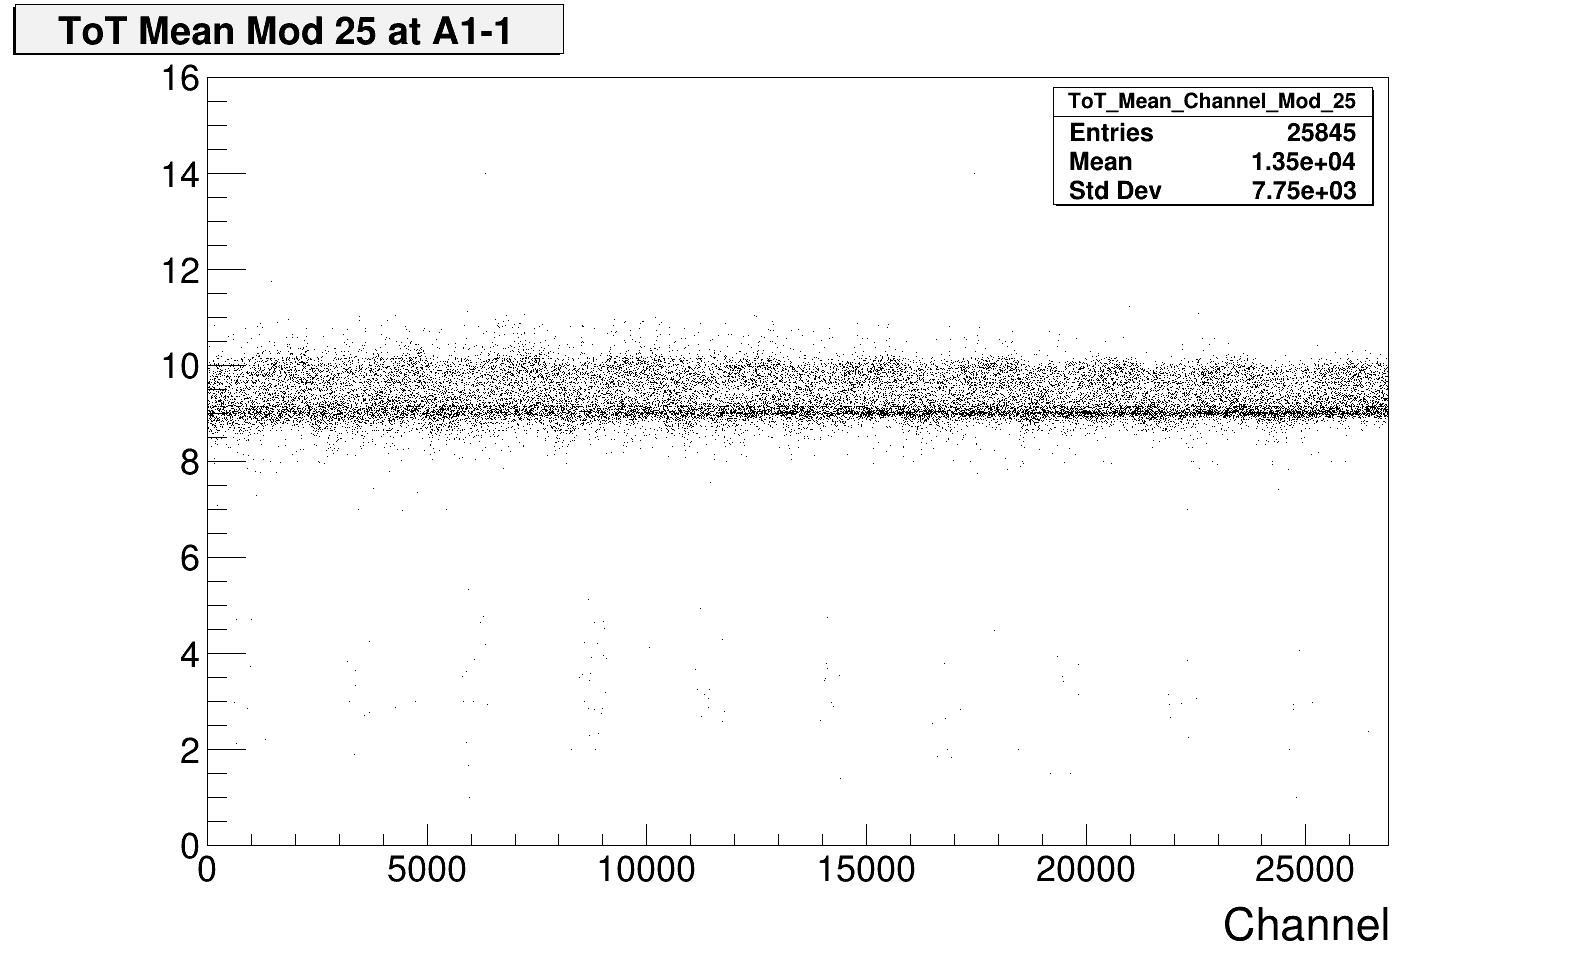 ToT Mean Mod 25 at A1-1
ToT_Mean_Channel_Mod_25
Entries 25845
Mean 1.35e+04
Std Dev 7.75e+03
16
14
12
10
8
6
4
2
0
0 5000 10000 15000 20000 25000
Channel